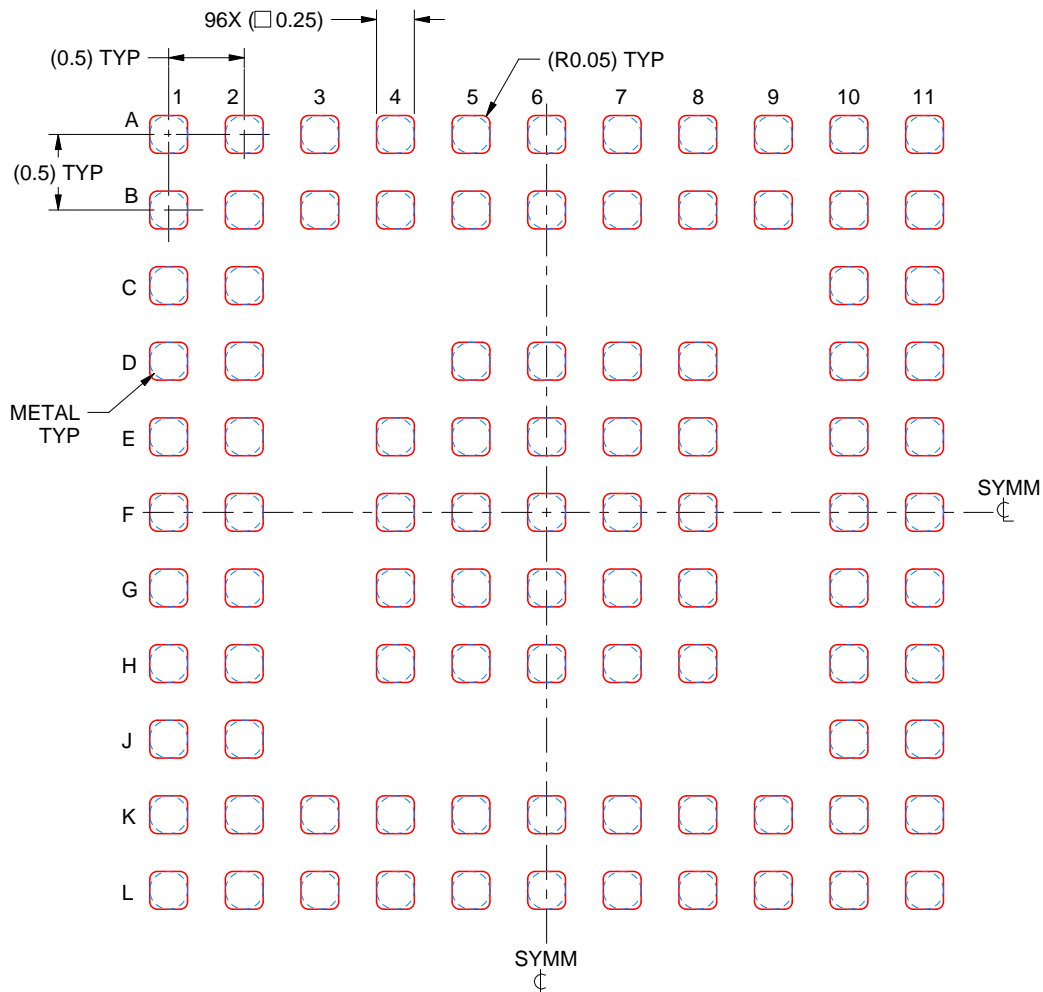 96X (□ 0.25)
(0.5) TYP
(R0.05) TYP
1 2 3 4 5 6 7 8 9 10 11
A
(0.5) TYP
B
C
D
METAL
TYP
E
F
SYMM
℄
G
H
J
K
L
SYMM
℄